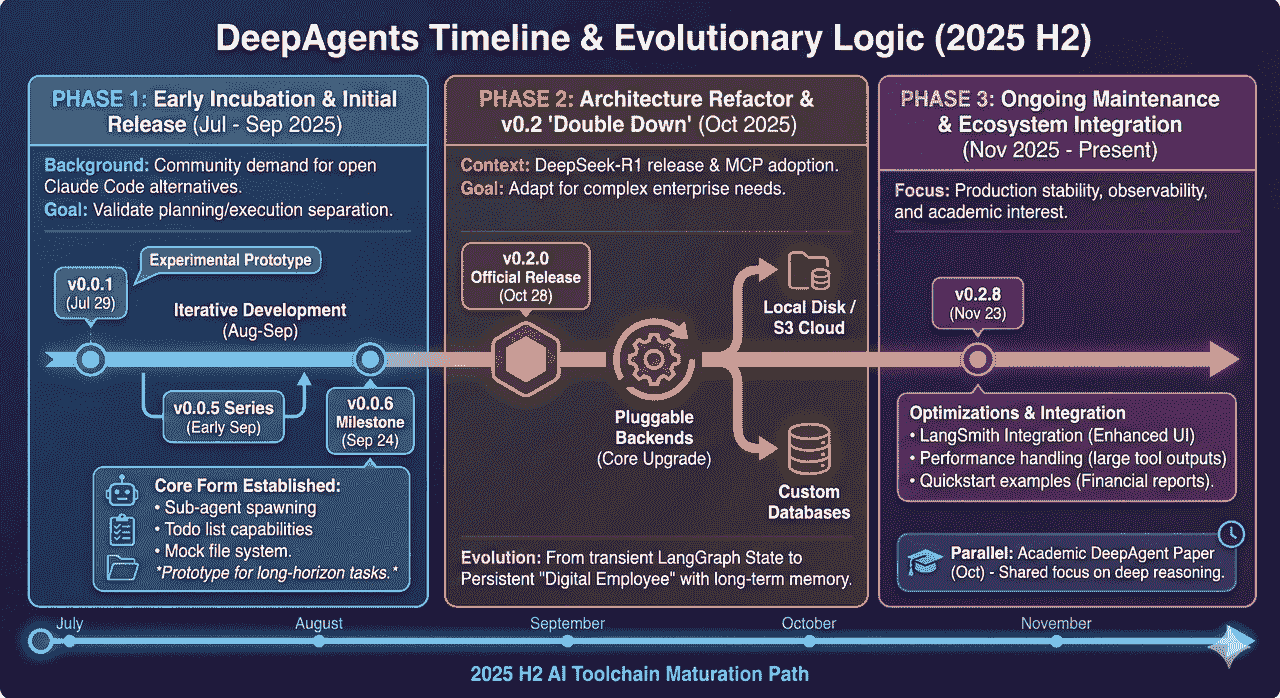 DeepAgents Timeline & Evolutionary Logic (2025 H2)
PHASE 1: Early Incubation & Initial
Release (Jul - Sep 2025)
Background: Community demand for open
Claude Code alternatives.
Goal: Validate planning/execution separation.
Experimental Prototype
v0.0.1
(Jul 29)
Iterative Development
(Aug-Sep)
v0.0.5 Series
(Early Sep)
v0.0.6
Milestone
(Sep 24)
Core Form Established:
• Sub-agent spawning
• Todo list capabilities
• Mock file system.
*Prototype for long-horizon tasks.*
PHASE 2: Architecture Refactor &
v0.2 'Double Down' (Oct 2025)
Context: DeepSeek-R1 release & MCP adoption.
Goal: Adapt for complex enterprise needs.
v0.2.0
Official Release
(Oct 28)
Pluggable
Backends
(Core Upgrade)
Local Disk /
S3 Cloud
Custom
Databases
Evolution: From transient LangGraph State to
Persistent "Digital Employee" with long-term memory.
PHASE 3: Ongoing Maintenance
& Ecosystem Integration
(Nov 2025 - Present)
Focus: Production stability, observability,
and academic interest.
v0.2.8
(Nov 23)
Optimizations & Integration
• LangSmith Integration (Enhanced UI)
• Performance handling (large tool outputs)
• Quickstart examples (Financial reports).
Parallel: Academic DeepAgent Paper
(Oct) - Shared focus on deep reasoning.
July
August
September
October
November
2025 H2 AI Toolchain Maturation Path